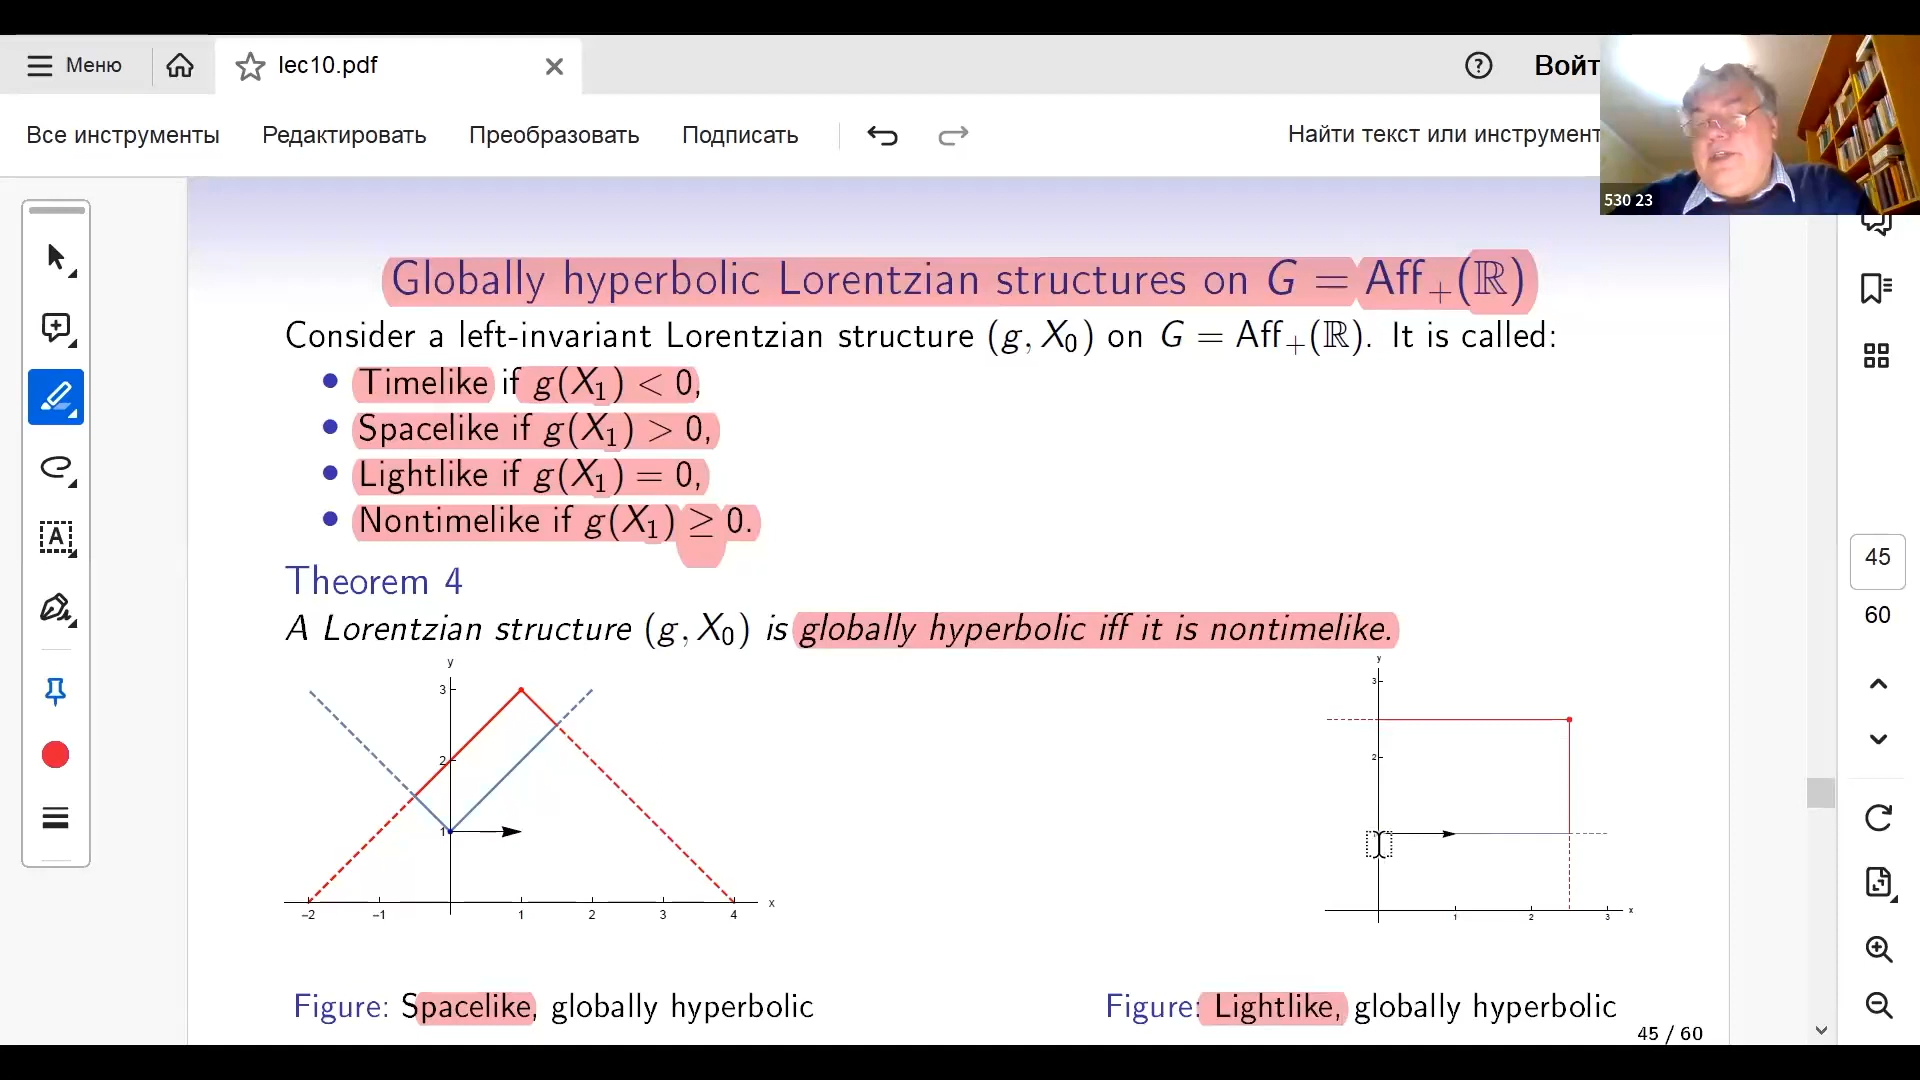 Меню
lec10.pdf
Войт
Все инструменты Редактировать Преобразовать Подписать
Найти текст или инструмент
530 23
Globally hyperbolic Lorentzian structures on G = Aff₊(ℝ)
Consider a left-invariant Lorentzian structure (g, X₀) on G = Aff₊(ℝ). It is called:
• Timelike if g(X₁) < 0,
• Spacelike if g(X₁) > 0,
• Lightlike if g(X₁) = 0,
• Nontimelike if g(X₁) ≥ 0.
Theorem 4
A Lorentzian structure (g, X₀) is globally hyperbolic iff it is nontimelike.
y
3
2
1
-2 -1 1 2 3 4 x
y
3
2
1 2 3 x
Figure: Spacelike, globally hyperbolic
Figure: Lightlike, globally hyperbolic
45 / 60
45
60